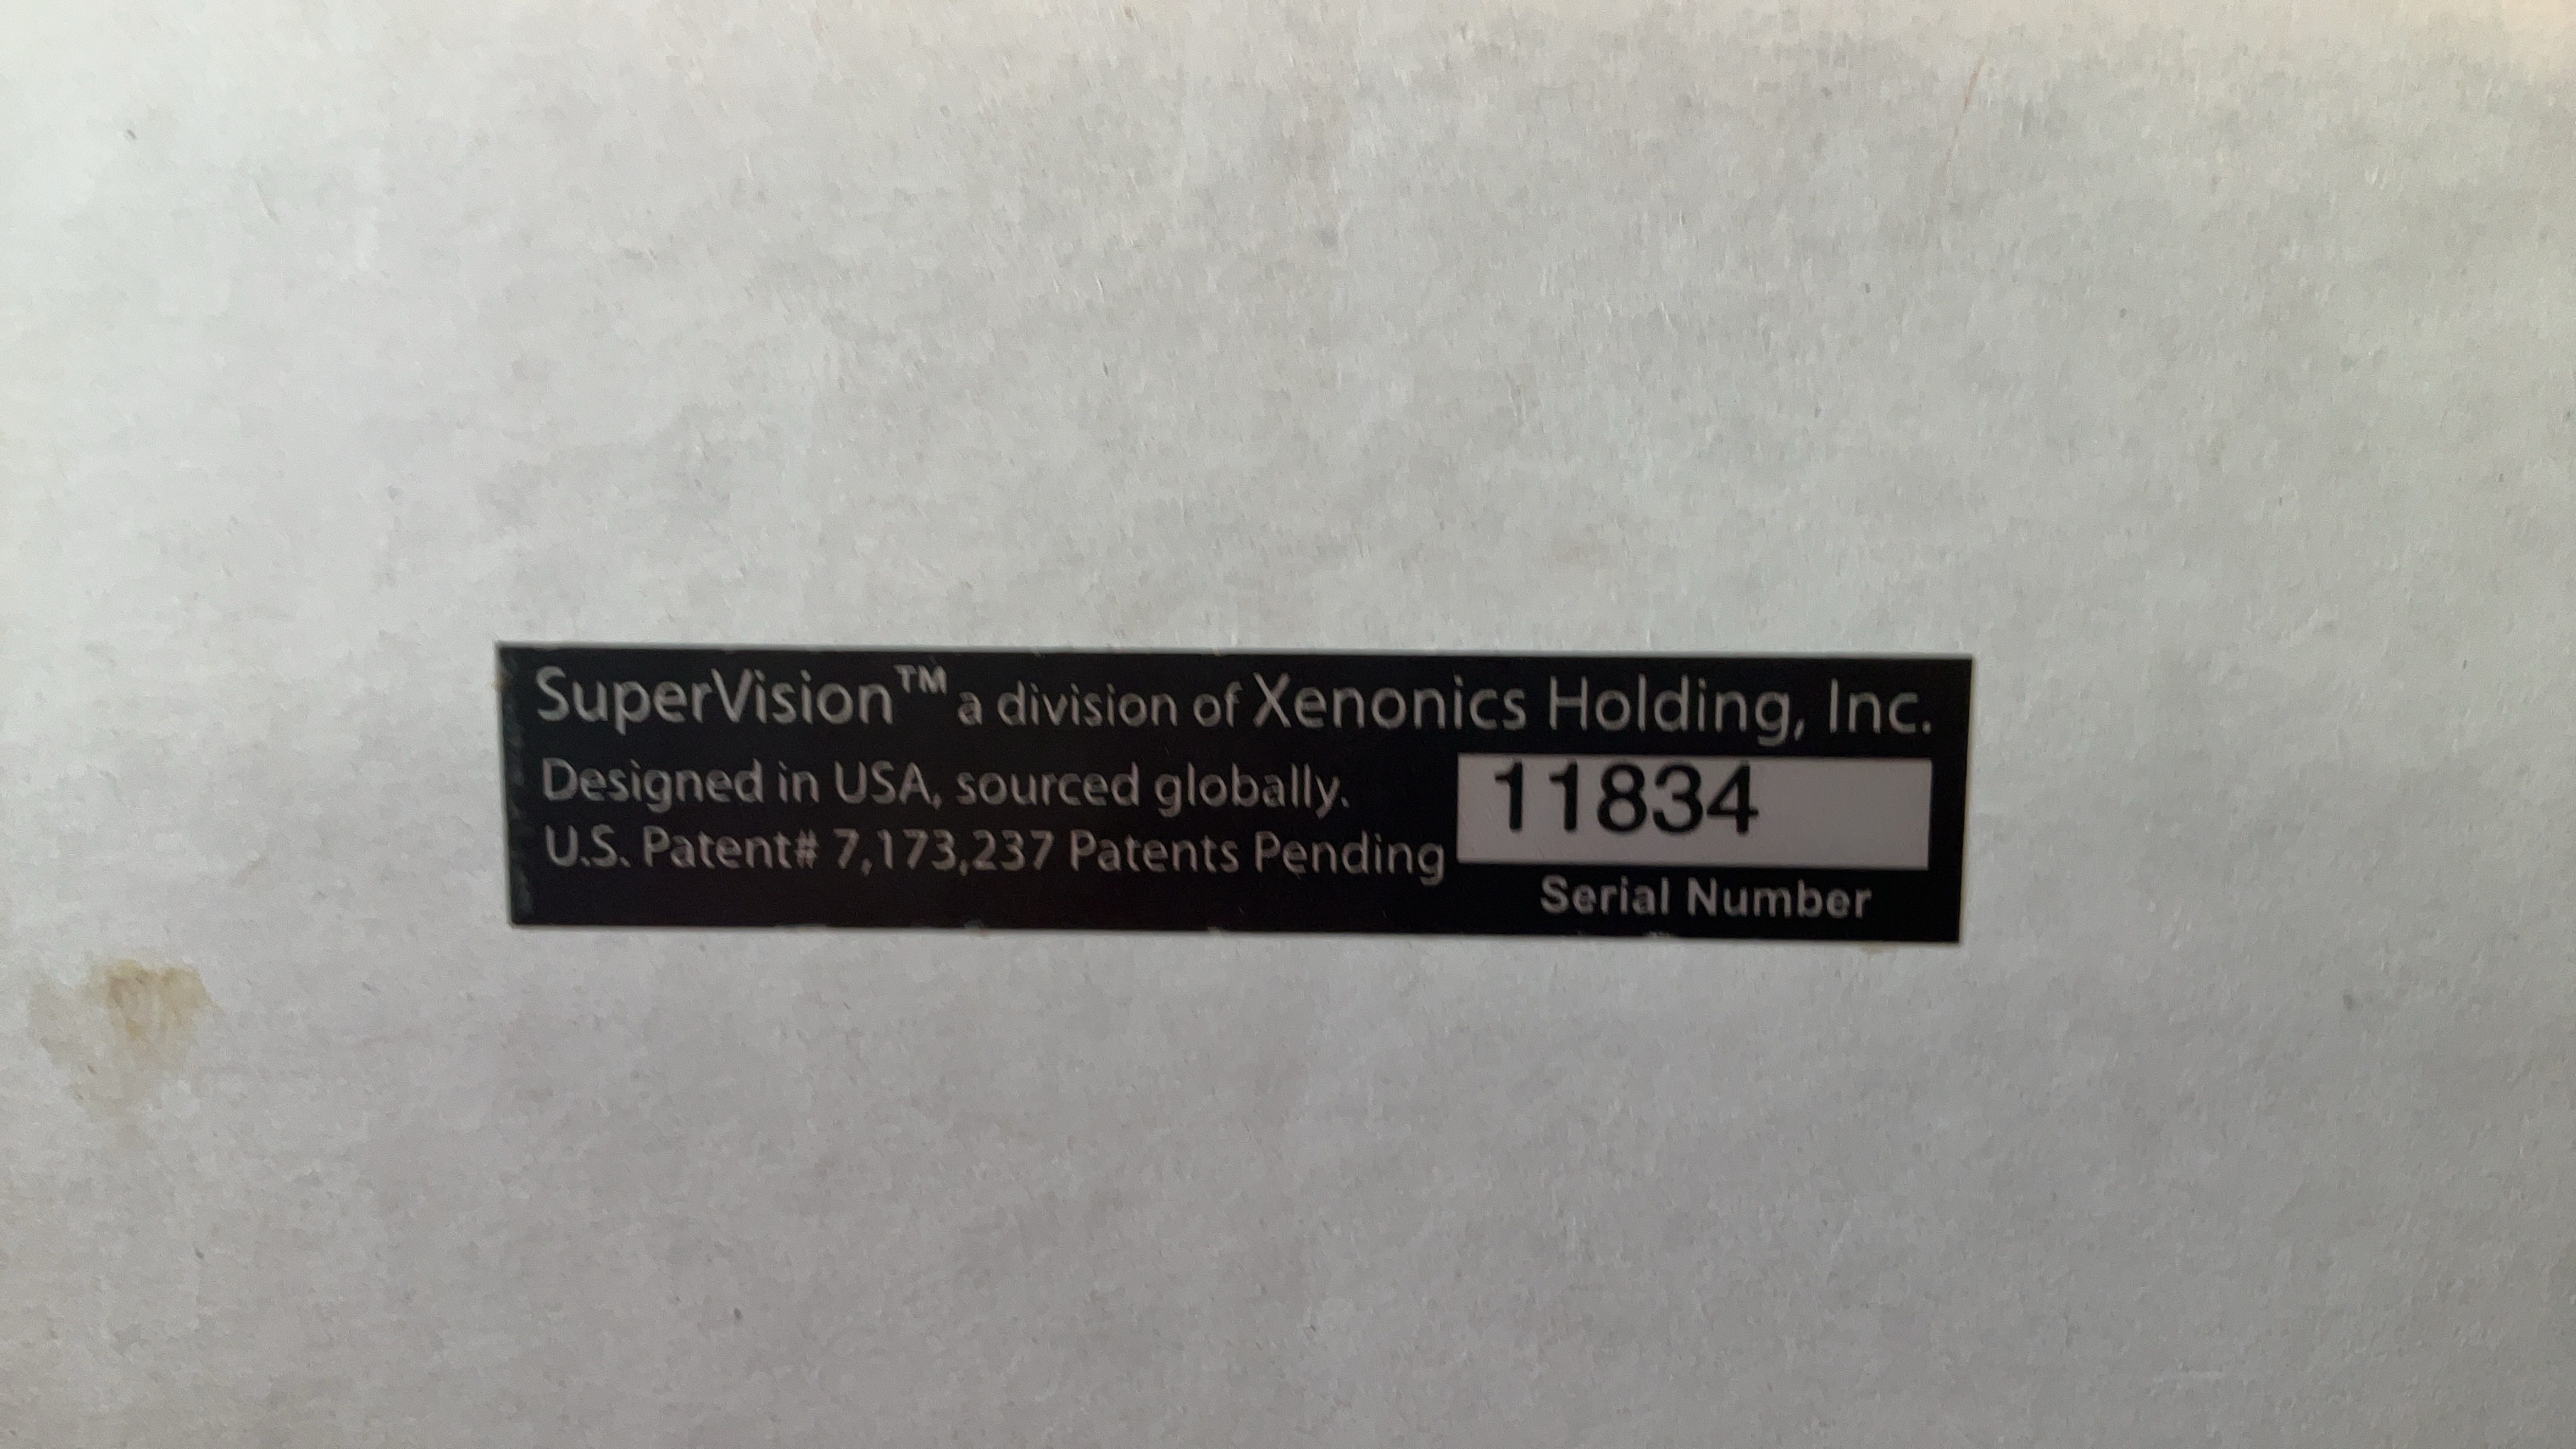 SuperVision™ a division of Xenonics Holding, Inc.
Designed in USA, sourced globally.
U.S. Patent# 7,173,237 Patents Pending
11834
Serial Number